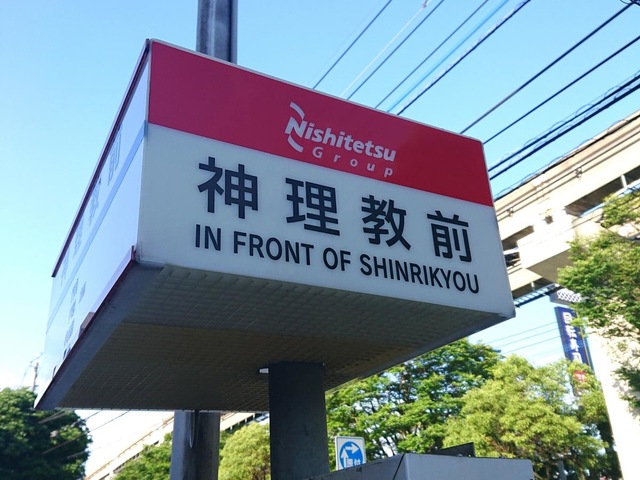 Nishitetsu
Group
神理教前
IN FRONT OF SHINRIKYOU